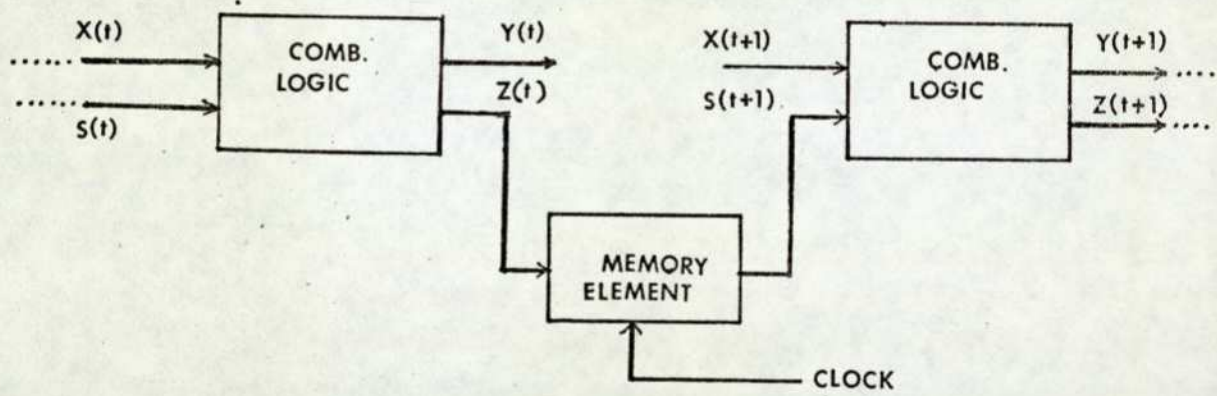 X(t)
S(t)
COMB.
LOGIC
Y(t)
Z(t)
X(t+1)
S(t+1)
COMB.
LOGIC
Y(t+1)
Z(t+1)
MEMORY
ELEMENT
CLOCK